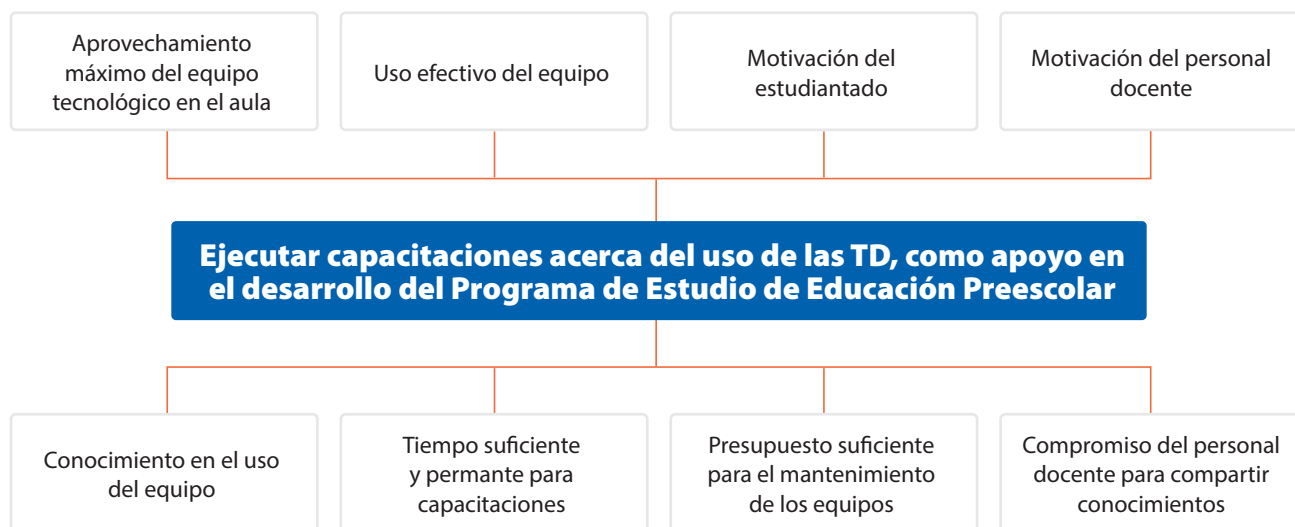 Aprovechamiento
máximo del equipo
tecnológico en el aula
Uso efectivo del equipo
Motivación del
estudiantado
Motivación del personal
docente
Ejecutar capacitaciones acerca del uso de las TD, como apoyo en
el desarrollo del Programa de Estudio de Educación Preescolar
Conocimiento en el uso
del equipo
Tiempo suficiente
y permante para
capacitaciones
Presupuesto suficiente
para el mantenimiento
de los equipos
Compromiso del personal
docente para compartir
conocimientos